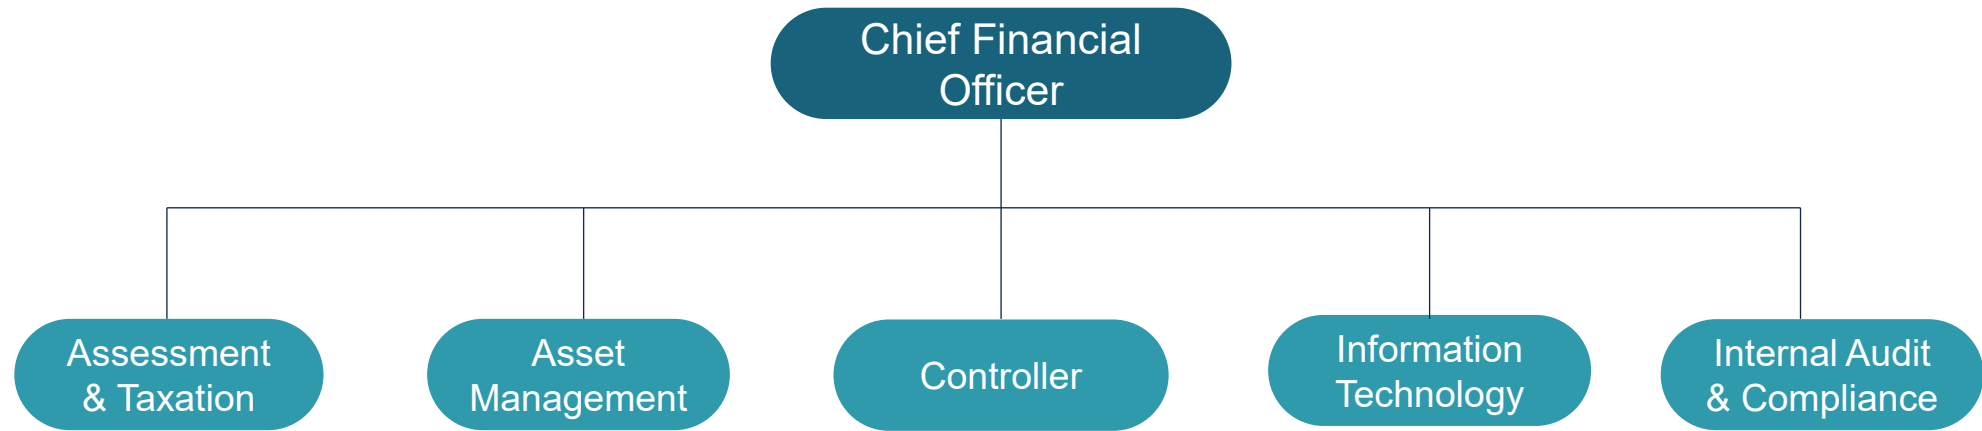 Chief Financial
Officer
Assessment
& Taxation
Asset
Management
Controller
Information
Technology
Internal Audit
& Compliance